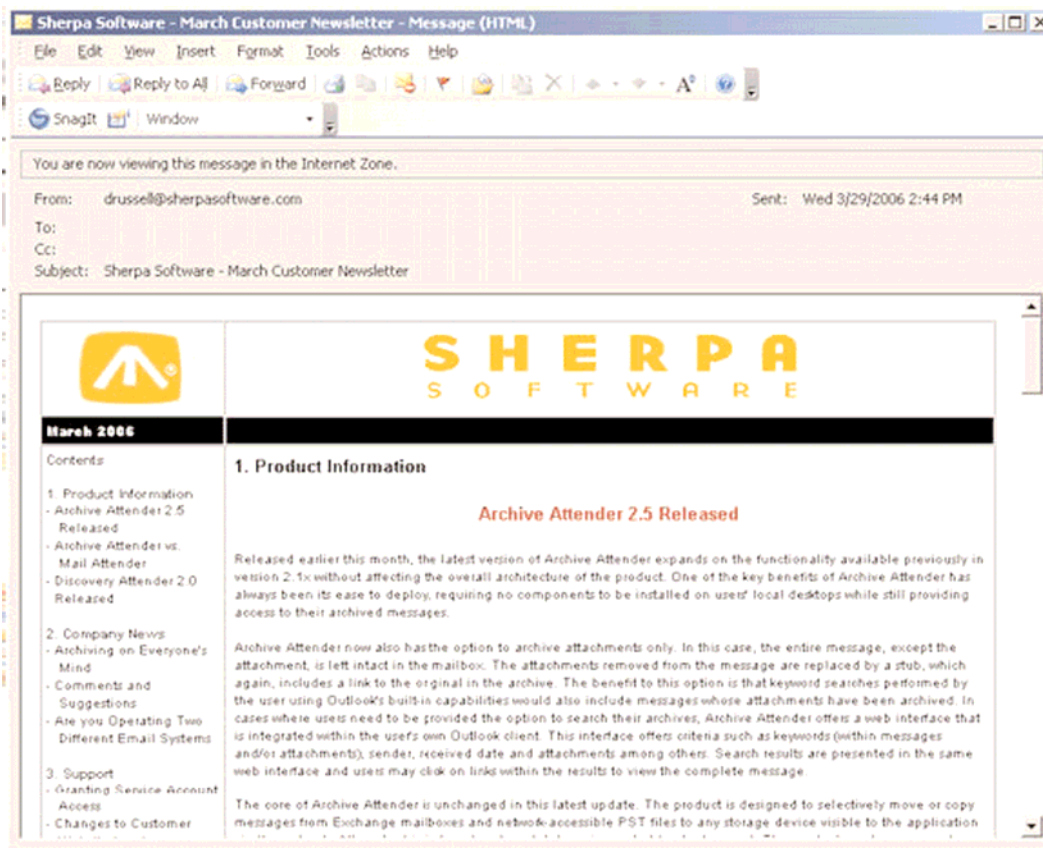 Sherpa Software - March Customer Newsletter - Message (HTML)
File Edit View Insert Format Tools Actions Help
Reply Reply to All Forward
SnagIt Window
You are now viewing this message in the Internet Zone.
From: drussell@sherpasoftware.com Sent: Wed 3/29/2006 2:44 PM
To:
Cc:
Subject: Sherpa Software - March Customer Newsletter
SHERPA
SOFTWARE
March 2006
Contents
1. Product Information
- Archive Attender 2.5
Released
- Archive Attender vs.
Mail Attender
- Discovery Attender 2.0
Released
2. Company News
- Archiving on Everyone's
Mind
- Comments and
Suggestions
- Are you Operating Two
Different Email Systems
3. Support
- Granting Service Account
Access
- Changes to Customer
1. Product Information
Archive Attender 2.5 Released
Released earlier this month, the latest version of Archive Attender expands on the functionality available previously in
version 2.1x without affecting the overall architecture of the product. One of the key benefits of Archive Attender has
always been its ease to deploy, requiring no components to be installed on users' local desktops while still providing
access to their archived messages.
Archive Attender now also has the option to archive attachments only. In this case, the entire message, except the
attachment, is left intact in the mailbox. The attachments removed from the message are replaced by a stub, which
again, includes a link to the orginal in the archive. The benefit to this option is that keyword searches performed by
the user using Outlook's built-in capabilities would also include messages whose attachments have been archived. In
cases where users need to be provided the option to search their archives, Archive Attender offers a web interface that
is integrated within the user's own Outlook client. This interface offers criteria such as keywords (within messages
and/or attachments), sender, received date and attachments among others. Search results are presented in the same
web interface and users may click on links within the results to view the complete message.
The core of Archive Attender is unchanged in this latest update. The product is designed to selectively move or copy
messages from Exchange mailboxes and network-accessible PST files to any storage device visible to the application